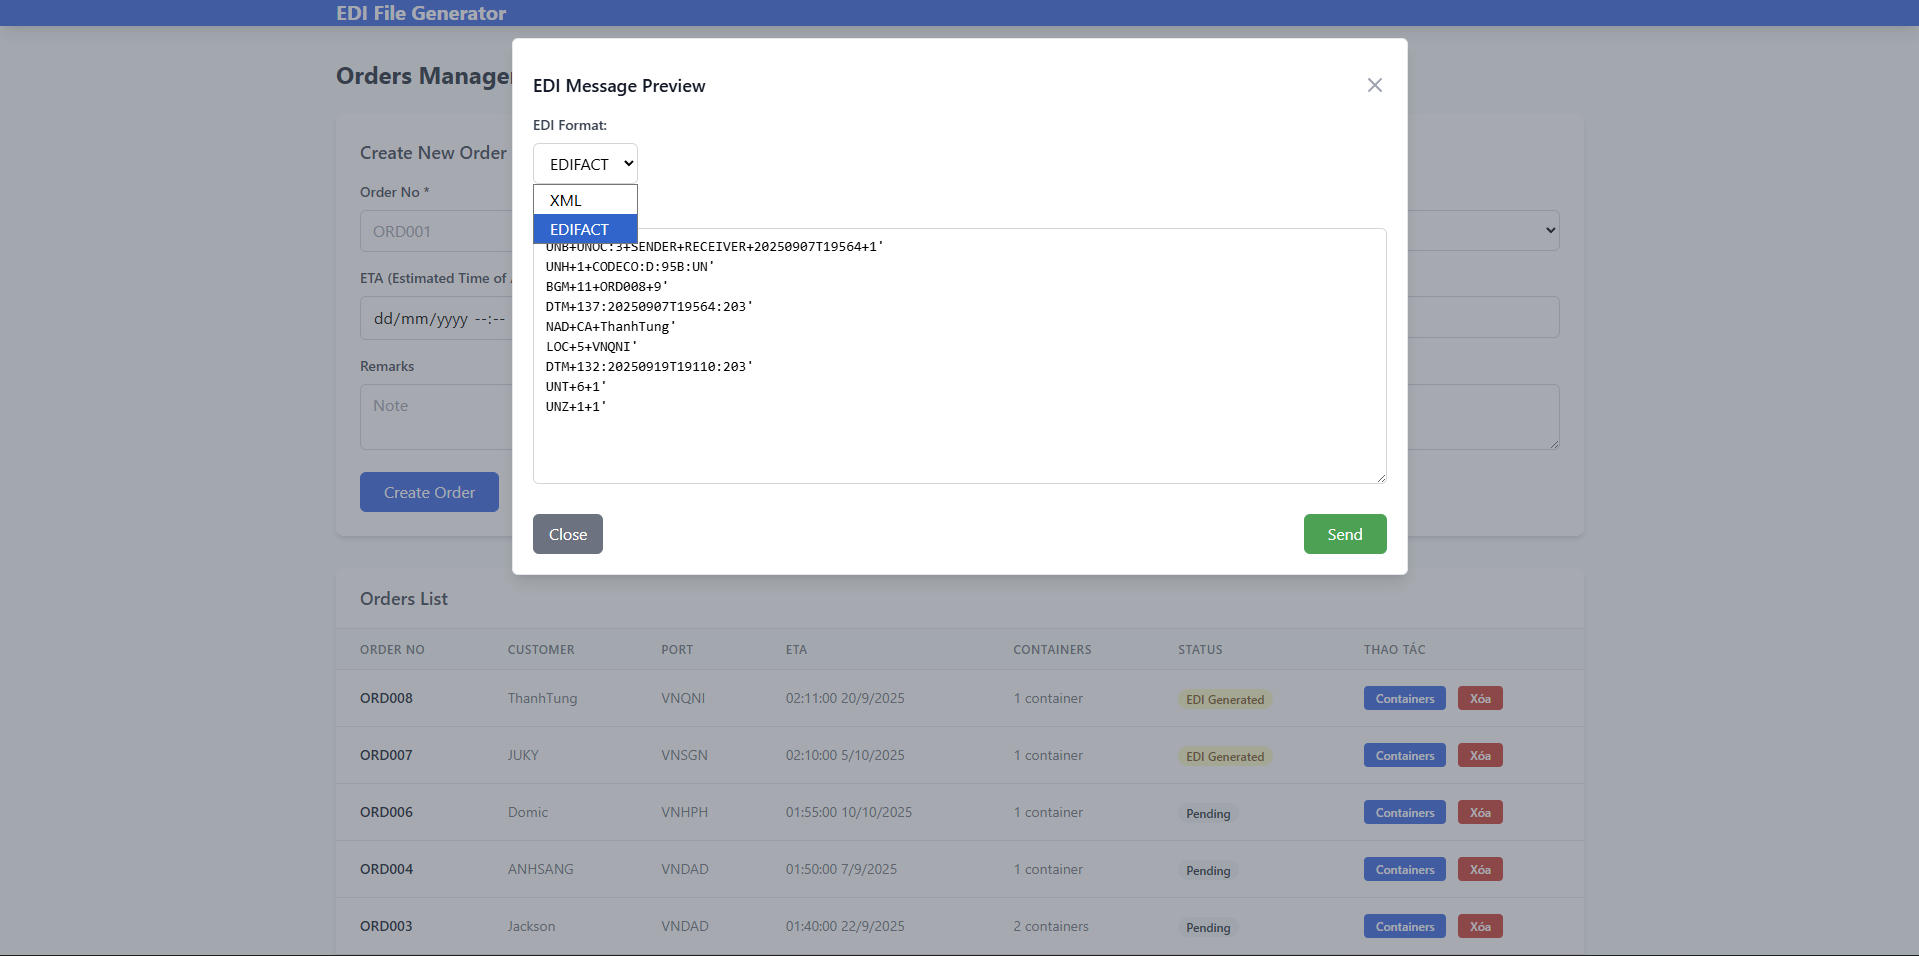 EDI File Generator
Orders Manage
EDI Message Preview
EDI Format:
EDIFACT
XML
EDIFACT
UNB+UNOC:3+SENDER+RECEIVER+20250907T19564+1'
UNH+1+CODECO:D:95B:UN'
BGM+11+ORD008+9'
DTM+137:20250907T19564:203'
NAD+CA+ThanhTung'
LOC+5+VNQNI'
DTM+132:20250919T19110:203'
UNT+6+1'
UNZ+1+1'
Close
Send
Create New Order
Order No *
ORD001
ETA (Estimated Time of
dd/mm/yyyy --:--
Remarks
Note
Create Order
Orders List
ORDER NO CUSTOMER PORT ETA CONTAINERS STATUS THAO TÁC
ORD008 ThanhTung VNQNI 02:11:00 20/9/2025 1 container EDI Generated Containers Xóa
ORD007 JUKY VNSGN 02:10:00 5/10/2025 1 container EDI Generated Containers Xóa
ORD006 Domic VNHPH 01:55:00 10/10/2025 1 container Pending Containers Xóa
ORD004 ANHSANG VNDAD 01:50:00 7/9/2025 1 container Pending Containers Xóa
ORD003 Jackson VNDAD 01:40:00 22/9/2025 2 containers Pending Containers Xóa